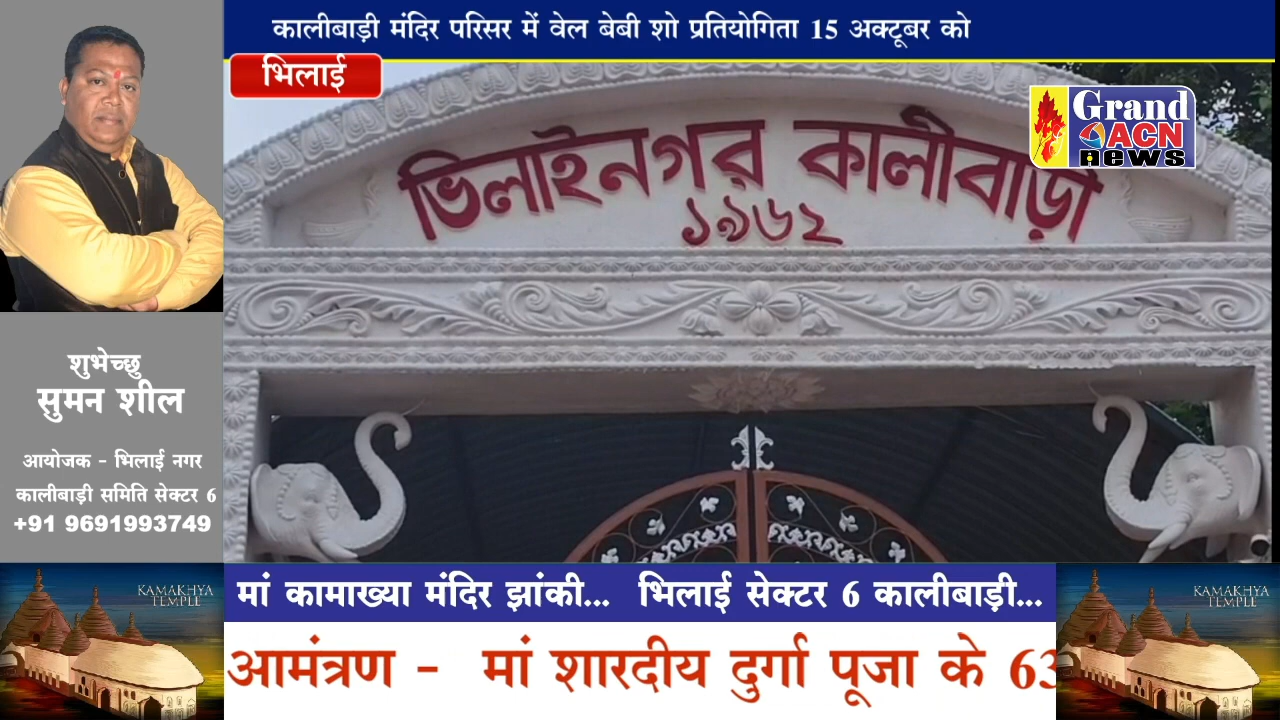 कालीबाड़ी मंदिर परिसर में वेल बेबी शो प्रतियोगिता 15 अक्टूबर को
भिलाई
Grand
ACN
news
ভিলাইনগর কালীবাড়ী
১৯৬২
शुभेच्छु
सुमन शील
आयोजक - भिलाई नगर
कालीबाड़ी समिति सेक्टर 6
+91 9691993749
KAMAKHYA
TEMPLE
मां कामाख्या मंदिर झांकी... भिलाई सेक्टर 6 कालीबाड़ी...
KAMAKHYA
TEMPLE
आमंत्रण - मां शारदीय दुर्गा पूजा के 63